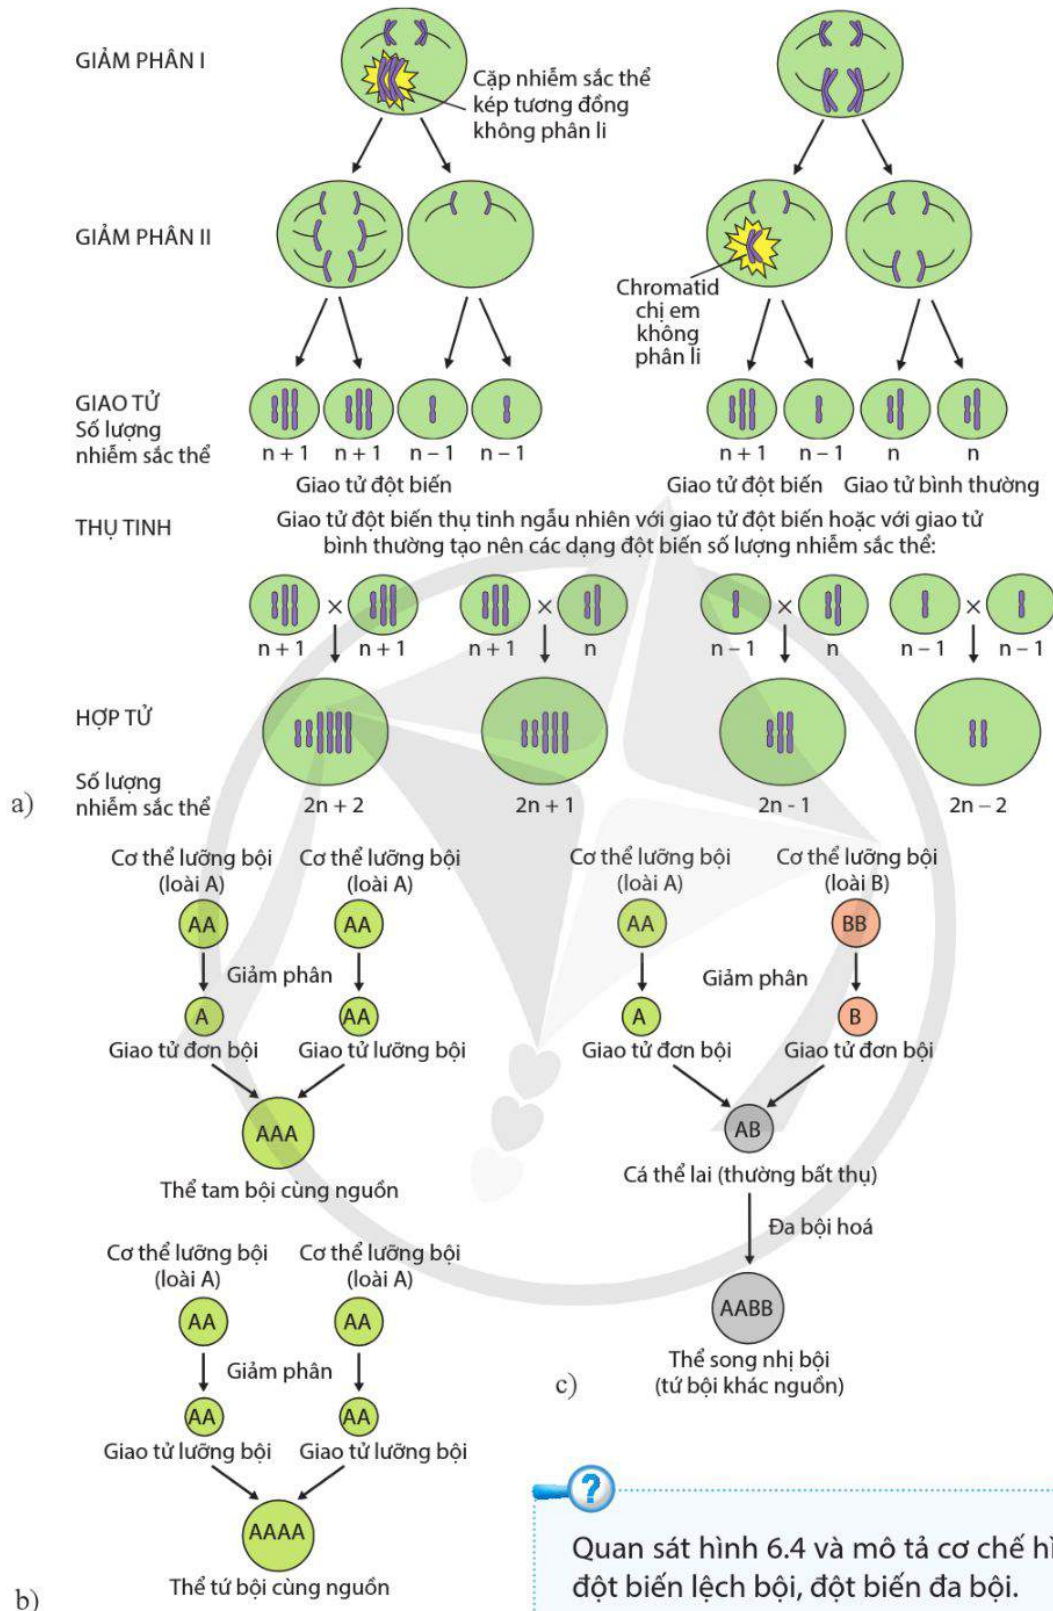 GIẢM PHÂN I
Cặp nhiễm sắc thể
kép tương đồng
không phân li
GIẢM PHÂN II
Chromatid
chị em
không
phân li
GIAO TỬ
Số lượng
nhiễm sắc thể
n + 1 n + 1 n – 1 n – 1
n + 1 n – 1 n n
Giao tử đột biến
Giao tử đột biến Giao tử bình thường
THỤ TINH
Giao tử đột biến thụ tinh ngẫu nhiên với giao tử đột biến hoặc với giao tử
bình thường tạo nên các dạng đột biến số lượng nhiễm sắc thể:
× × × ×
n + 1 n + 1 n + 1 n n – 1 n n – 1 n – 1
HỢP TỬ
Số lượng
nhiễm sắc thể
2n + 2 2n + 1 2n - 1 2n – 2
a)
Cơ thể lưỡng bội
(loài A)
Cơ thể lưỡng bội
(loài A)
AA AA
Giảm phân
A AA
Giao tử đơn bội Giao tử lưỡng bội
AAA
Thể tam bội cùng nguồn
Cơ thể lưỡng bội
(loài A)
Cơ thể lưỡng bội
(loài A)
AA AA
Giảm phân
AA AA
Giao tử lưỡng bội Giao tử lưỡng bội
AAAA
Thể tứ bội cùng nguồn
b)
Cơ thể lưỡng bội
(loài A)
Cơ thể lưỡng bội
(loài B)
AA BB
Giảm phân
A B
Giao tử đơn bội Giao tử đơn bội
AB
Cá thể lai (thường bất thụ)
Đa bội hoá
AABB
Thể song nhị bội
(tứ bội khác nguồn)
c)
?
Quan sát hình 6.4 và mô tả cơ chế
đột biến lệch bội, đột biến đa bội.